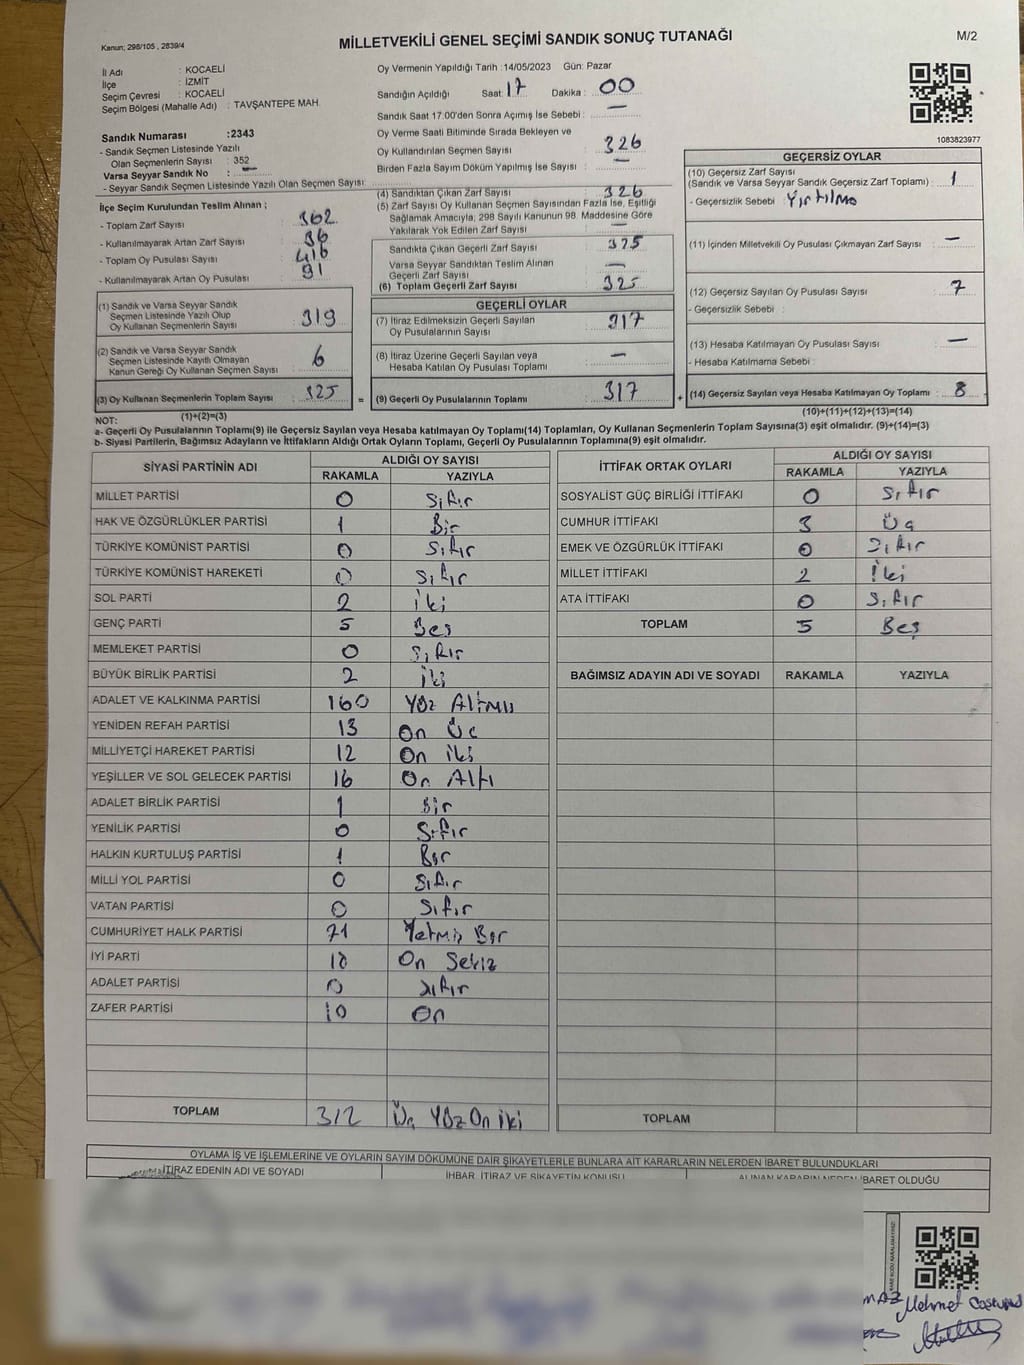 Kanun; 298/105 , 2839/4
MİLLETVEKİLİ GENEL SEÇİMİ SANDIK SONUÇ TUTANAĞI
M/2
İl Adı : KOCAELİ
İlçe : İZMİT
Seçim Çevresi : KOCAELİ
Seçim Bölgesi (Mahalle Adı) : TAVŞANTEPE MAH.
Sandık Numarası :2343
- Sandık Seçmen Listesinde Yazılı
Olan Seçmenlerin Sayısı : 352
Varsa Seyyar Sandık No : —
- Seyyar Sandık Seçmen Listesinde Yazılı Olan Seçmen Sayısı:
İlçe Seçim Kurulundan Teslim Alınan ;
- Toplam Zarf Sayısı : 362
- Kullanılmayarak Artan Zarf Sayısı : 36
- Toplam Oy Pusulası Sayısı : 416
- Kullanılmayarak Artan Oy Pusulası : 91
(1) Sandık ve Varsa Seyyar Sandık
Seçmen Listesinde Yazılı Olup
Oy Kullanan Seçmenlerin Sayısı : 319
(2) Sandık ve Varsa Seyyar Sandık
Seçmen Listesinde Kayıtlı Olmayan
Kanun Gereği Oy Kullanan Seçmen Sayısı : 6
(3) Oy Kullanan Seçmenlerin Toplam Sayısı : 325 =
(1)+(2)=(3)
Oy Vermenin Yapıldığı Tarih :14/05/2023 Gün: Pazar
Sandığın Açıldığı Saat: 17 Dakika : 00
Sandık Saat 17:00'den Sonra Açımış İse Sebebi : —
Oy Verme Saati Bitiminde Sırada Bekleyen ve
Oy Kullandırılan Seçmen Sayısı : 326
Birden Fazla Sayım Döküm Yapılmış İse Sayısı : —
(4) Sandıktan Çıkan Zarf Sayısı : 326
(5) Zarf Sayısı Oy Kullanan Seçmen Sayısından Fazla İse, Eşitliği
Sağlamak Amacıyla; 298 Sayılı Kanunun 98. Maddesine Göre
Yakılarak Yok Edilen Zarf Sayısı : —
Sandıkta Çıkan Geçerli Zarf Sayısı : 325
Varsa Seyyar Sandıktan Teslim Alınan
Geçerli Zarf Sayısı : —
(6) Toplam Geçerli Zarf Sayısı : 325
GEÇERLİ OYLAR
(7) İtiraz Edilmeksizin Geçerli Sayılan
Oy Pusulalarının Sayısı : 317
(8) İtiraz Üzerine Geçerli Sayılan veya
Hesaba Katılan Oy Pusulası Toplamı : —
(9) Geçerli Oy Pusulalarının Toplamı : 317 +
1083823977
GEÇERSİZ OYLAR
(10) Geçersiz Zarf Sayısı
(Sandık ve Varsa Seyyar Sandık Geçersiz Zarf Toplamı) : 1
- Geçersizlik Sebebi : Yırtılma
(11) İçinden Milletvekili Oy Pusulası Çıkmayan Zarf Sayısı : —
(12) Geçersiz Sayılan Oy Pusulası Sayısı : 7
- Geçersizlik Sebebi :
(13) Hesaba Katılmayan Oy Pusulası Sayısı : —
- Hesaba Katılmama Sebebi :
(14) Geçersiz Sayılan veya Hesaba Katılmayan Oy Toplamı : 8
(10)+(11)+(12)+(13)=(14)
NOT:
a- Geçerli Oy Pusulalarının Toplamı(9) ile Geçersiz Sayılan veya Hesaba katılmayan Oy Toplamı(14) Toplamları, Oy Kullanan Seçmenlerin Toplam Sayısına(3) eşit olmalıdır. (9)+(14)=(3)
b- Siyasi Partilerin, Bağımsız Adayların ve İttifakların Aldığı Ortak Oyların Toplamı, Geçerli Oy Pusulalarının Toplamına(9) eşit olmalıdır.
SİYASİ PARTİNİN ADI ALDIĞI OY SAYISI
RAKAMLA YAZIYLA
MİLLET PARTİSİ 0 Sıfır
HAK VE ÖZGÜRLÜKLER PARTİSİ 1 Bir
TÜRKİYE KOMÜNİST PARTİSİ 0 Sıfır
TÜRKİYE KOMÜNİST HAREKETİ 0 Sıfır
SOL PARTİ 2 iki
GENÇ PARTİ 5 Beş
MEMLEKET PARTİSİ 0 Sıfır
BÜYÜK BİRLİK PARTİSİ 2 iki
ADALET VE KALKINMA PARTİSİ 160 Yüz Altmış
YENİDEN REFAH PARTİSİ 13 On Üç
MİLLİYETÇİ HAREKET PARTİSİ 12 On iki
YEŞİLLER VE SOL GELECEK PARTİSİ 16 On Altı
ADALET BİRLİK PARTİSİ 1 Bir
YENİLİK PARTİSİ 0 Sıfır
HALKIN KURTULUŞ PARTİSİ 1 Bir
MİLLİ YOL PARTİSİ 0 Sıfır
VATAN PARTİSİ 0 Sıfır
CUMHURİYET HALK PARTİSİ 71 Yetmiş Bir
İYİ PARTİ 18 On Sekiz
ADALET PARTİSİ 0 Sıfır
ZAFER PARTİSİ 10 On
TOPLAM 312 Üç Yüz On iki
İTTİFAK ORTAK OYLARI ALDIĞI OY SAYISI
RAKAMLA YAZIYLA
SOSYALİST GÜÇ BİRLİĞİ İTTİFAKI 0 Sıfır
CUMHUR İTTİFAKI 3 Üç
EMEK VE ÖZGÜRLÜK İTTİFAKI 0 Sıfır
MİLLET İTTİFAKI 2 İki
ATA İTTİFAKI 0 Sıfır
TOPLAM 5 Beş
BAĞIMSIZ ADAYIN ADI VE SOYADI RAKAMLA YAZIYLA
TOPLAM
OYLAMA İŞ VE İŞLEMLERİNE VE OYLARIN SAYIM DÖKÜMÜNE DAİR ŞİKAYETLERLE BUNLARA AİT KARARLARIN NELERDEN İBARET BULUNDUKLARI
İTİRAZ EDENİN ADI VE SOYADI
İHBAR, İTİRAZ VE ŞİKAYETİN KONUSU
ALINAN KARARIN NEDEN İBARET OLDUĞU
Mehmet